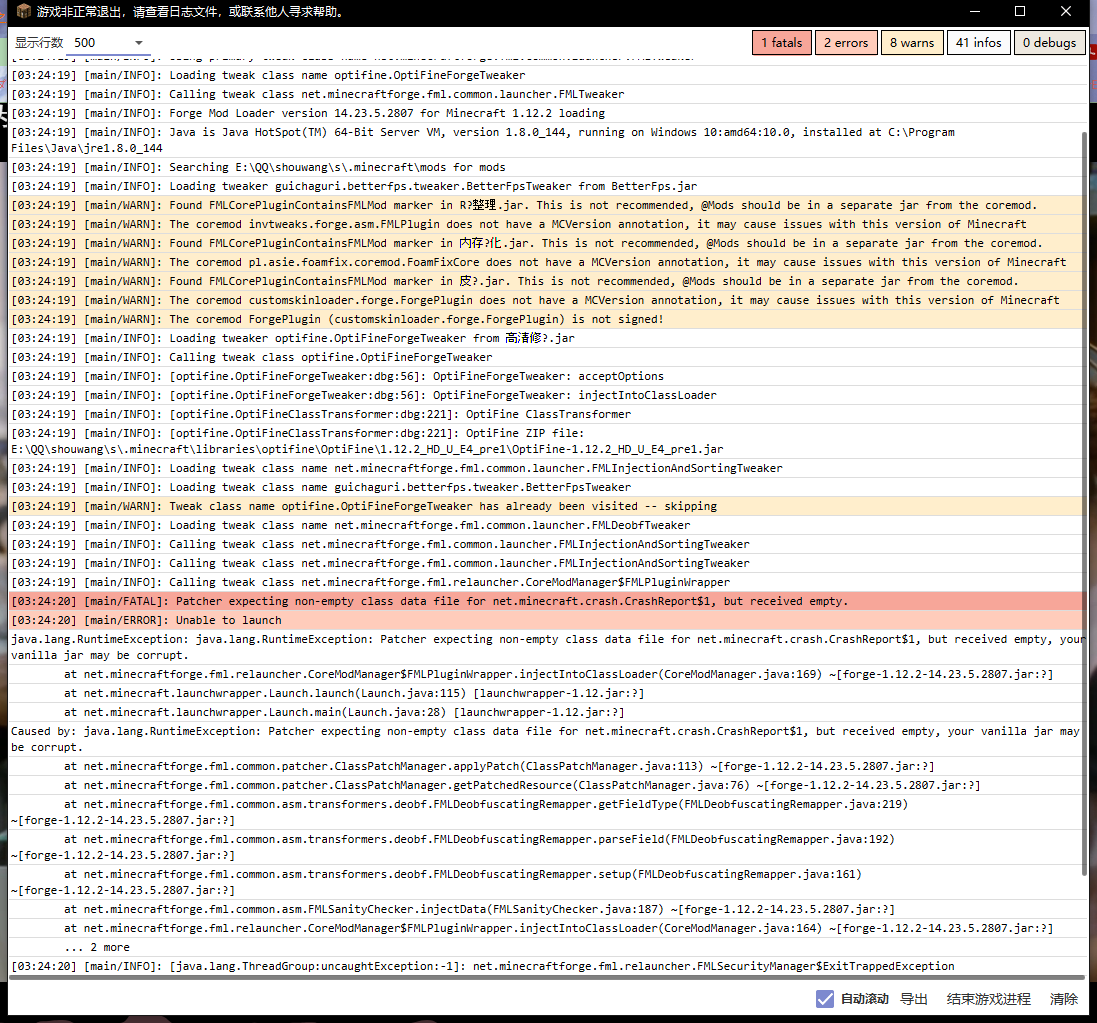 游戏非正常退出，请查看日志文件，或联系他人寻求帮助。
显示行数 500 1 fatals 2 errors 8 warns 41 infos 0 debugs
[03:24:19] [main/INFO]: Loading tweak class name optifine.OptiFineForgeTweaker
[03:24:19] [main/INFO]: Calling tweak class net.minecraftforge.fml.common.launcher.FMLTweaker
[03:24:19] [main/INFO]: Forge Mod Loader version 14.23.5.2807 for Minecraft 1.12.2 loading
[03:24:19] [main/INFO]: Java is Java HotSpot(TM) 64-Bit Server VM, version 1.8.0_144, running on Windows 10:amd64:10.0, installed at C:\Program
Files\Java\jre1.8.0_144
[03:24:19] [main/INFO]: Searching E:\QQ\shouwang\s\.minecraft\mods for mods
[03:24:19] [main/INFO]: Loading tweaker guichaguri.betterfps.tweaker.BetterFpsTweaker from BetterFps.jar
[03:24:19] [main/WARN]: Found FMLCorePluginContainsFMLMod marker in R?整理.jar. This is not recommended, @Mods should be in a separate jar from the coremod.
[03:24:19] [main/WARN]: The coremod invtweaks.forge.asm.FMLPlugin does not have a MCVersion annotation, it may cause issues with this version of Minecraft
[03:24:19] [main/WARN]: Found FMLCorePluginContainsFMLMod marker in 内存?化.jar. This is not recommended, @Mods should be in a separate jar from the coremod.
[03:24:19] [main/WARN]: The coremod pl.asie.foamfix.coremod.FoamFixCore does not have a MCVersion annotation, it may cause issues with this version of Minecraft
[03:24:19] [main/WARN]: Found FMLCorePluginContainsFMLMod marker in 皮?.jar. This is not recommended, @Mods should be in a separate jar from the coremod.
[03:24:19] [main/WARN]: The coremod customskinloader.forge.ForgePlugin does not have a MCVersion annotation, it may cause issues with this version of Minecraft
[03:24:19] [main/WARN]: The coremod ForgePlugin (customskinloader.forge.ForgePlugin) is not signed!
[03:24:19] [main/INFO]: Loading tweaker optifine.OptiFineForgeTweaker from 高清修?.jar
[03:24:19] [main/INFO]: Calling tweak class optifine.OptiFineForgeTweaker
[03:24:19] [main/INFO]: [optifine.OptiFineForgeTweaker:dbg:56]: OptiFineForgeTweaker: acceptOptions
[03:24:19] [main/INFO]: [optifine.OptiFineForgeTweaker:dbg:56]: OptiFineForgeTweaker: injectIntoClassLoader
[03:24:19] [main/INFO]: [optifine.OptiFineClassTransformer:dbg:221]: OptiFine ClassTransformer
[03:24:19] [main/INFO]: [optifine.OptiFineClassTransformer:dbg:221]: OptiFine ZIP file:
E:\QQ\shouwang\s\.minecraft\libraries\optifine\OptiFine\1.12.2_HD_U_E4_pre1\OptiFine-1.12.2_HD_U_E4_pre1.jar
[03:24:19] [main/INFO]: Loading tweak class name net.minecraftforge.fml.common.launcher.FMLInjectionAndSortingTweaker
[03:24:19] [main/INFO]: Loading tweak class name guichaguri.betterfps.tweaker.BetterFpsTweaker
[03:24:19] [main/WARN]: Tweak class name optifine.OptiFineForgeTweaker has already been visited -- skipping
[03:24:19] [main/INFO]: Loading tweak class name net.minecraftforge.fml.common.launcher.FMLDeobfTweaker
[03:24:19] [main/INFO]: Calling tweak class net.minecraftforge.fml.common.launcher.FMLInjectionAndSortingTweaker
[03:24:19] [main/INFO]: Calling tweak class net.minecraftforge.fml.common.launcher.FMLInjectionAndSortingTweaker
[03:24:19] [main/INFO]: Calling tweak class net.minecraftforge.fml.relauncher.CoreModManager$FMLPluginWrapper
[03:24:20] [main/FATAL]: Patcher expecting non-empty class data file for net.minecraft.crash.CrashReport$1, but received empty.
[03:24:20] [main/ERROR]: Unable to launch
java.lang.RuntimeException: java.lang.RuntimeException: Patcher expecting non-empty class data file for net.minecraft.crash.CrashReport$1, but received empty, your
vanilla jar may be corrupt.
at net.minecraftforge.fml.relauncher.CoreModManager$FMLPluginWrapper.injectIntoClassLoader(CoreModManager.java:169) ~[forge-1.12.2-14.23.5.2807.jar:?]
at net.minecraft.launchwrapper.Launch.launch(Launch.java:115) [launchwrapper-1.12.jar:?]
at net.minecraft.launchwrapper.Launch.main(Launch.java:28) [launchwrapper-1.12.jar:?]
Caused by: java.lang.RuntimeException: Patcher expecting non-empty class data file for net.minecraft.crash.CrashReport$1, but received empty, your vanilla jar may
be corrupt.
at net.minecraftforge.fml.common.patcher.ClassPatchManager.applyPatch(ClassPatchManager.java:113) ~[forge-1.12.2-14.23.5.2807.jar:?]
at net.minecraftforge.fml.common.patcher.ClassPatchManager.getPatchedResource(ClassPatchManager.java:76) ~[forge-1.12.2-14.23.5.2807.jar:?]
at net.minecraftforge.fml.common.asm.transformers.deobf.FMLDeobfuscatingRemapper.getFieldType(FMLDeobfuscatingRemapper.java:219)
~[forge-1.12.2-14.23.5.2807.jar:?]
at net.minecraftforge.fml.common.asm.transformers.deobf.FMLDeobfuscatingRemapper.parseField(FMLDeobfuscatingRemapper.java:192)
~[forge-1.12.2-14.23.5.2807.jar:?]
at net.minecraftforge.fml.common.asm.transformers.deobf.FMLDeobfuscatingRemapper.setup(FMLDeobfuscatingRemapper.java:161)
~[forge-1.12.2-14.23.5.2807.jar:?]
at net.minecraftforge.fml.common.asm.FMLSanityChecker.injectData(FMLSanityChecker.java:187) ~[forge-1.12.2-14.23.5.2807.jar:?]
at net.minecraftforge.fml.relauncher.CoreModManager$FMLPluginWrapper.injectIntoClassLoader(CoreModManager.java:164) ~[forge-1.12.2-14.23.5.2807.jar:?]
... 2 more
[03:24:20] [main/INFO]: [java.lang.ThreadGroup:uncaughtException:-1]: net.minecraftforge.fml.relauncher.FMLSecurityManager$ExitTrappedException
自动滚动 导出 结束游戏进程 清除